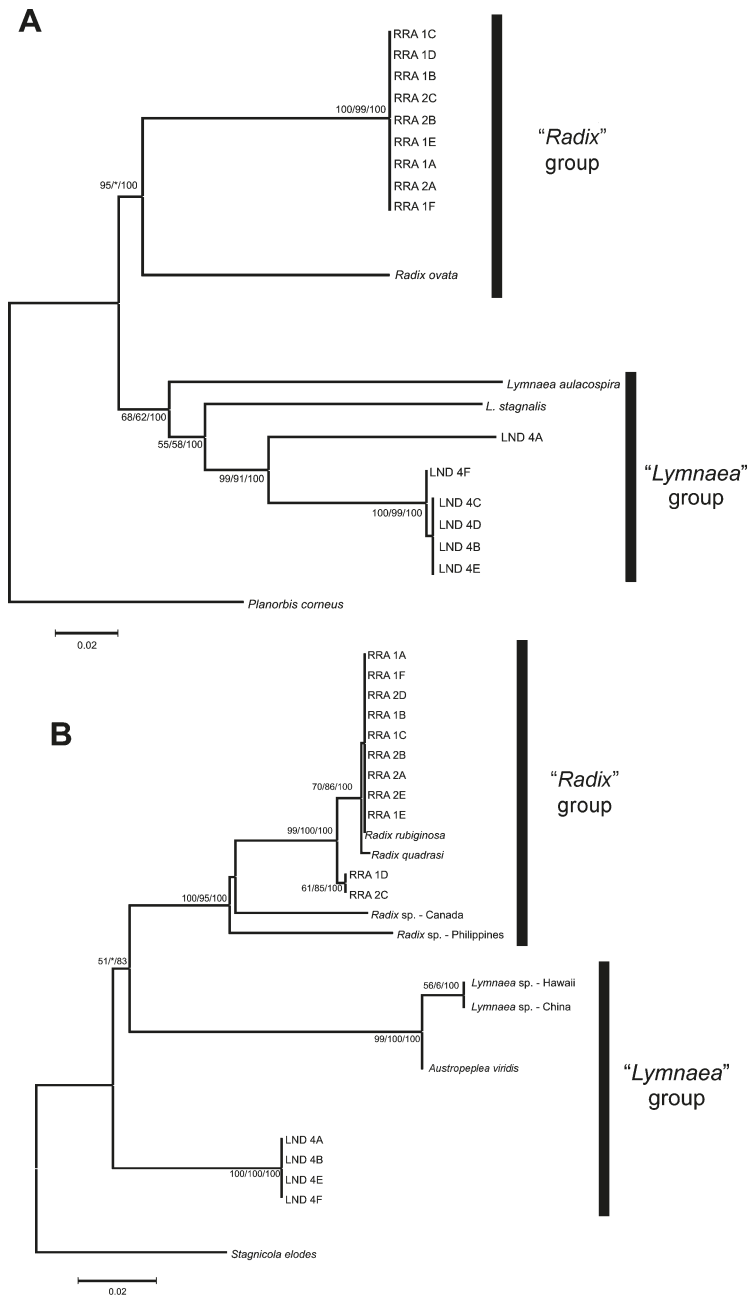 A
RRA 1C
RRA 1D
RRA 1B
RRA 2C
100/99/100
RRA 2B
RRA 1E
RRA 1A
RRA 2A
RRA 1F
“Radix”
group
95/*/100
Radix ovata
Lymnaea aulacospira
L. stagnalis
68/62/100
55/58/100
LND 4A
99/91/100
LND 4F
LND 4C
100/99/100
LND 4D
LND 4B
LND 4E
“Lymnaea”
group
Planorbis corneus
0.02
B
RRA 1A
RRA 1F
RRA 2D
RRA 1B
RRA 1C
RRA 2B
RRA 2A
70/86/100
RRA 2E
RRA 1E
99/100/100
Radix rubiginosa
Radix quadrasi
RRA 1D
61/85/100
RRA 2C
100/95/100
Radix sp. - Canada
Radix sp. - Philippines
“Radix”
group
51/*/83
56/6/100
Lymnaea sp. - Hawaii
Lymnaea sp. - China
99/100/100
Austropeplea viridis
“Lymnaea”
group
LND 4A
LND 4B
100/100/100
LND 4E
LND 4F
Stagnicola elodes
0.02